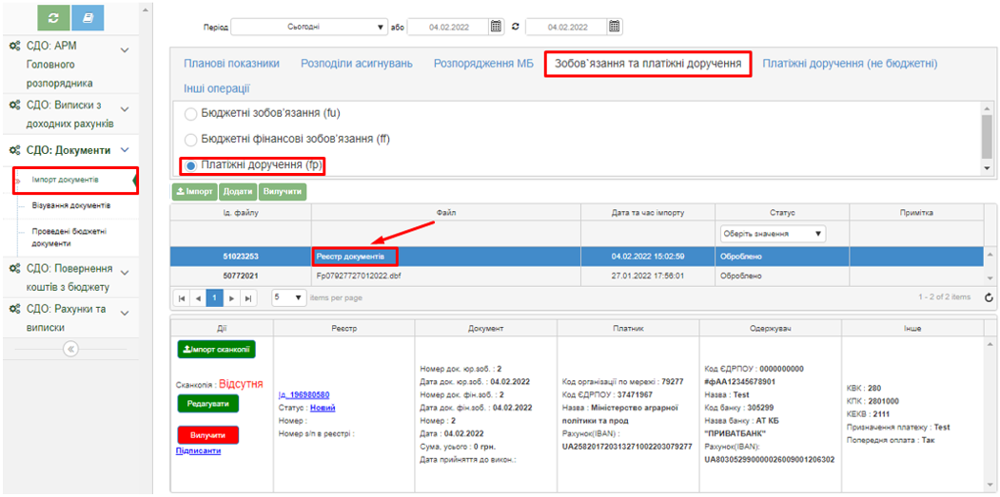 Період
Сьогодні
або
04.02.2022
04.02.2022
СДО: АРМ
Головного
розпорядника
СДО: Виписки з
доходних рахунків
СДО: Документи
Імпорт документів
Візування документів
Проведені бюджетні
документи
СДО: Повернення
коштів з бюджету
СДО: Рахунки та
виписки
Планові показники
Розподіли асигнувань
Розпорядження МБ
Зобов`язання та платіжні доручення
Платіжні доручення (не бюджетні)
Інші операції
Бюджетні зобов'язання (fu)
Бюджетні фінансові зобов'язання (ff)
Платіжні доручення (fp)
Імпорт
Додати
Вилучити
Ід. файлу
Файл
Дата та час імпорту
Статус
Примітка
Оберіть значення
51023253
Реєстр документів
04.02.2022 15:02:59
Оброблено
50772021
Fp07927727012022.dbf
27.01.2022 17:56:01
Оброблено
1
5
items per page
1 - 2 of 2 items
Дії
Реєстр
Документ
Платник
Одержувач
Інше
Імпорт сканкопії
Сканкопія : Відсутня
Редагувати
Вилучити
Підписанти
Ід. 196980580
Статус : Новий
Номер :
Номер s/n в реєстрі :
Номер док. юр.зоб. : 2
Дата док. юр.зоб. : 04.02.2022
Номер док. фін.зоб. : 2
Дата док. фін.зоб. : 04.02.2022
Номер : 2
Дата : 04.02.2022
Сума, усього : 0 грн.
Дата прийняття до викон.:
Код організації по мережі : 79277
Код ЄДРПОУ : 37471967
Назва : Міністерство аграрної
політики та прод
Рахунок(IBAN) :
UA258201720313271002203079277
Код ЄДРПОУ : 0000000000
#фАА12345678901
Назва : Test
Код банку : 305299
Назва банку : АТ КБ
"ПРИВАТБАНК"
Рахунок(IBAN):
UA803052990000026009001206302
КВК : 280
КПК : 2801000
КЕКВ : 2111
Призначення платежу : Test
Попередня оплата : Так